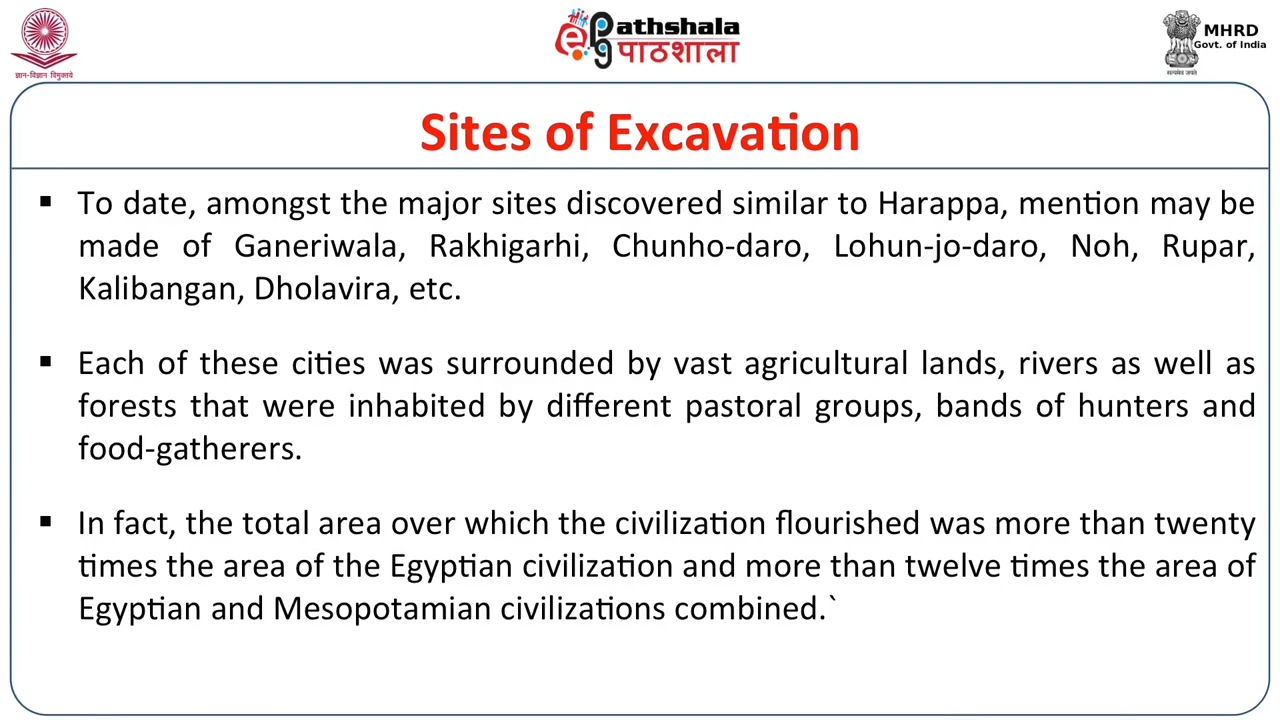 ज्ञान-विज्ञान विमुक्तये
ePathshala
पाठशाला
सत्यमेव जयते
MHRD
Govt. of India
Sites of Excavation
▪ To date, amongst the major sites discovered similar to Harappa, mention may be
made of Ganeriwala, Rakhigarhi, Chunho-daro, Lohun-jo-daro, Noh, Rupar,
Kalibangan, Dholavira, etc.
▪ Each of these cities was surrounded by vast agricultural lands, rivers as well as
forests that were inhabited by different pastoral groups, bands of hunters and
food-gatherers.
▪ In fact, the total area over which the civilization flourished was more than twenty
times the area of the Egyptian civilization and more than twelve times the area of
Egyptian and Mesopotamian civilizations combined.`